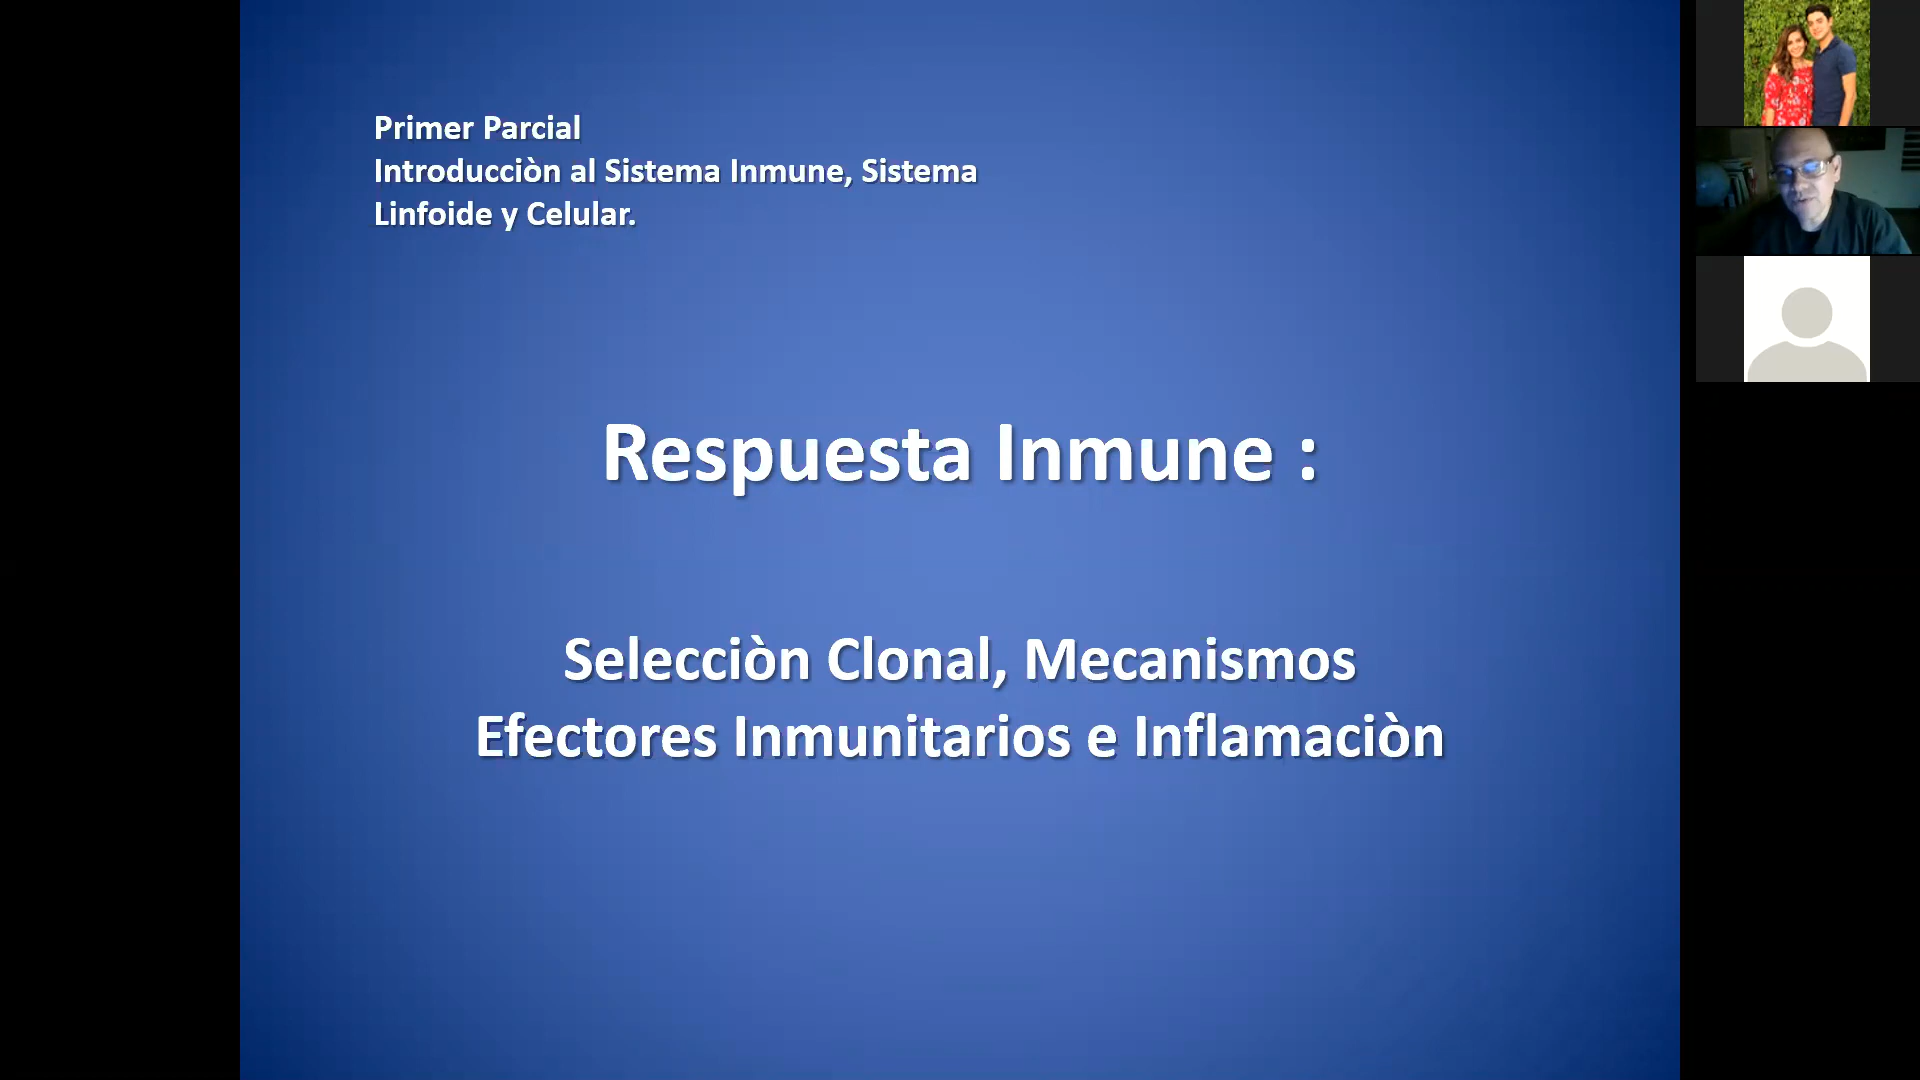 Primer Parcial
Introducciòn al Sistema Inmune, Sistema
Linfoide y Celular.
Respuesta Inmune :
Selecciòn Clonal, Mecanismos
Efectores Inmunitarios e Inflamaciòn